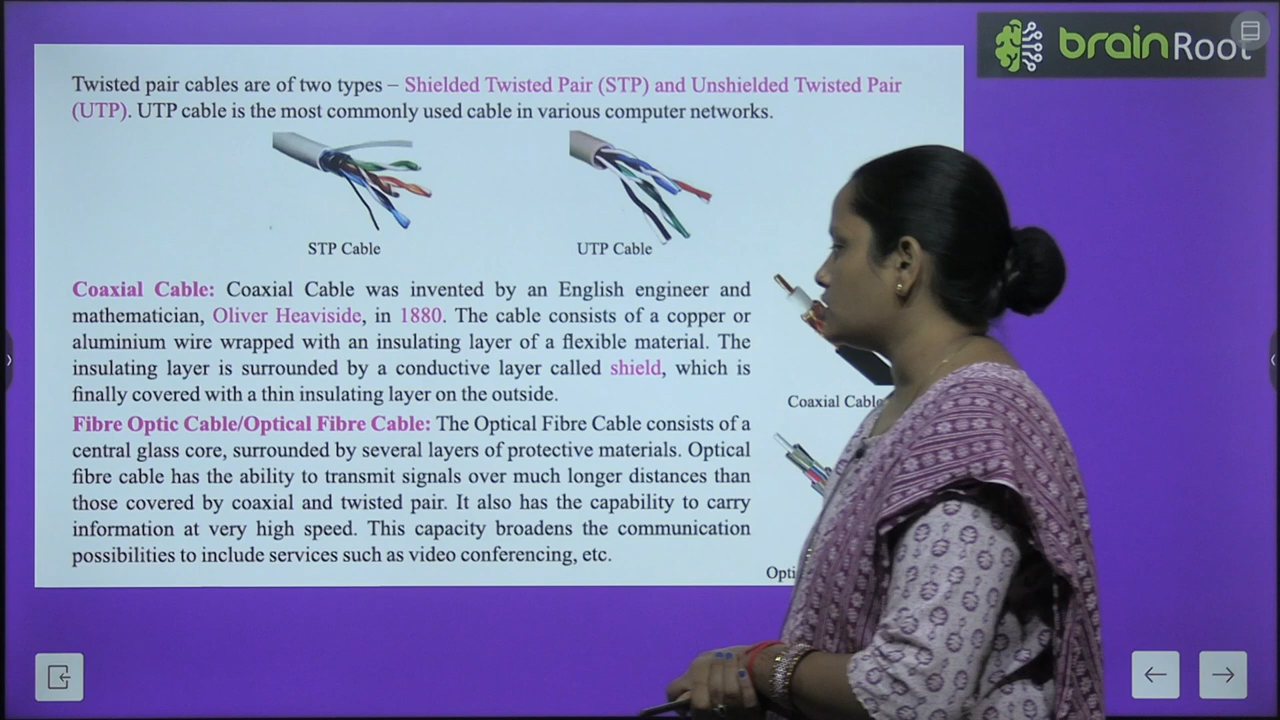 brainRoot
Twisted pair cables are of two types – Shielded Twisted Pair (STP) and Unshielded Twisted Pair
(UTP). UTP cable is the most commonly used cable in various computer networks.
STP Cable
UTP Cable
Coaxial Cable: Coaxial Cable was invented by an English engineer and
mathematician, Oliver Heaviside, in 1880. The cable consists of a copper or
aluminium wire wrapped with an insulating layer of a flexible material. The
insulating layer is surrounded by a conductive layer called shield, which is
finally covered with a thin insulating layer on the outside.
Coaxial Cable
Fibre Optic Cable/Optical Fibre Cable: The Optical Fibre Cable consists of a
central glass core, surrounded by several layers of protective materials. Optical
fibre cable has the ability to transmit signals over much longer distances than
those covered by coaxial and twisted pair. It also has the capability to carry
information at very high speed. This capacity broadens the communication
possibilities to include services such as video conferencing, etc.